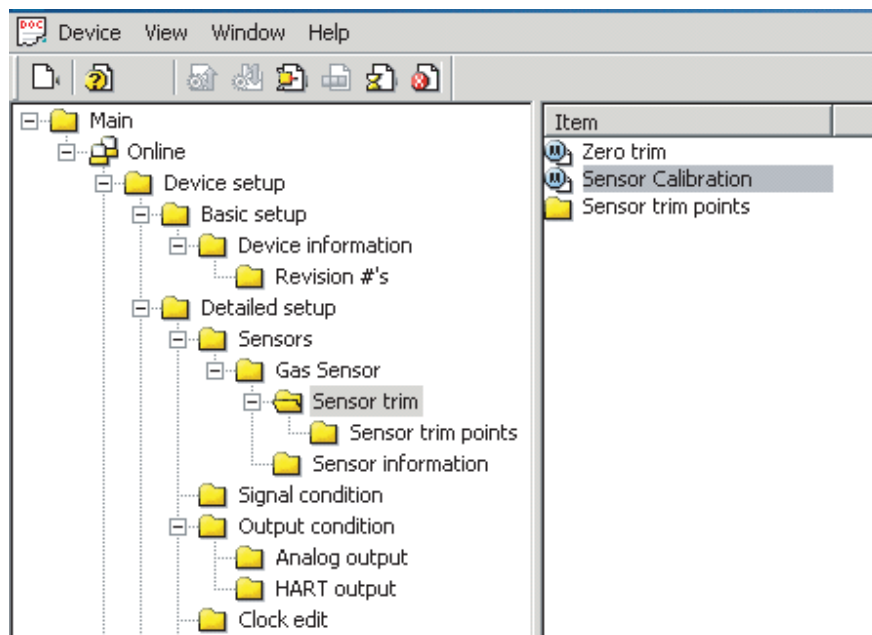 DOC
Device View Window Help
Main
Online
Device setup
Basic setup
Device information
Revision #'s
Detailed setup
Sensors
Gas Sensor
Sensor trim
Sensor trim points
Sensor information
Signal condition
Output condition
Analog output
HART output
Clock edit
Item
Zero trim
Sensor Calibration
Sensor trim points